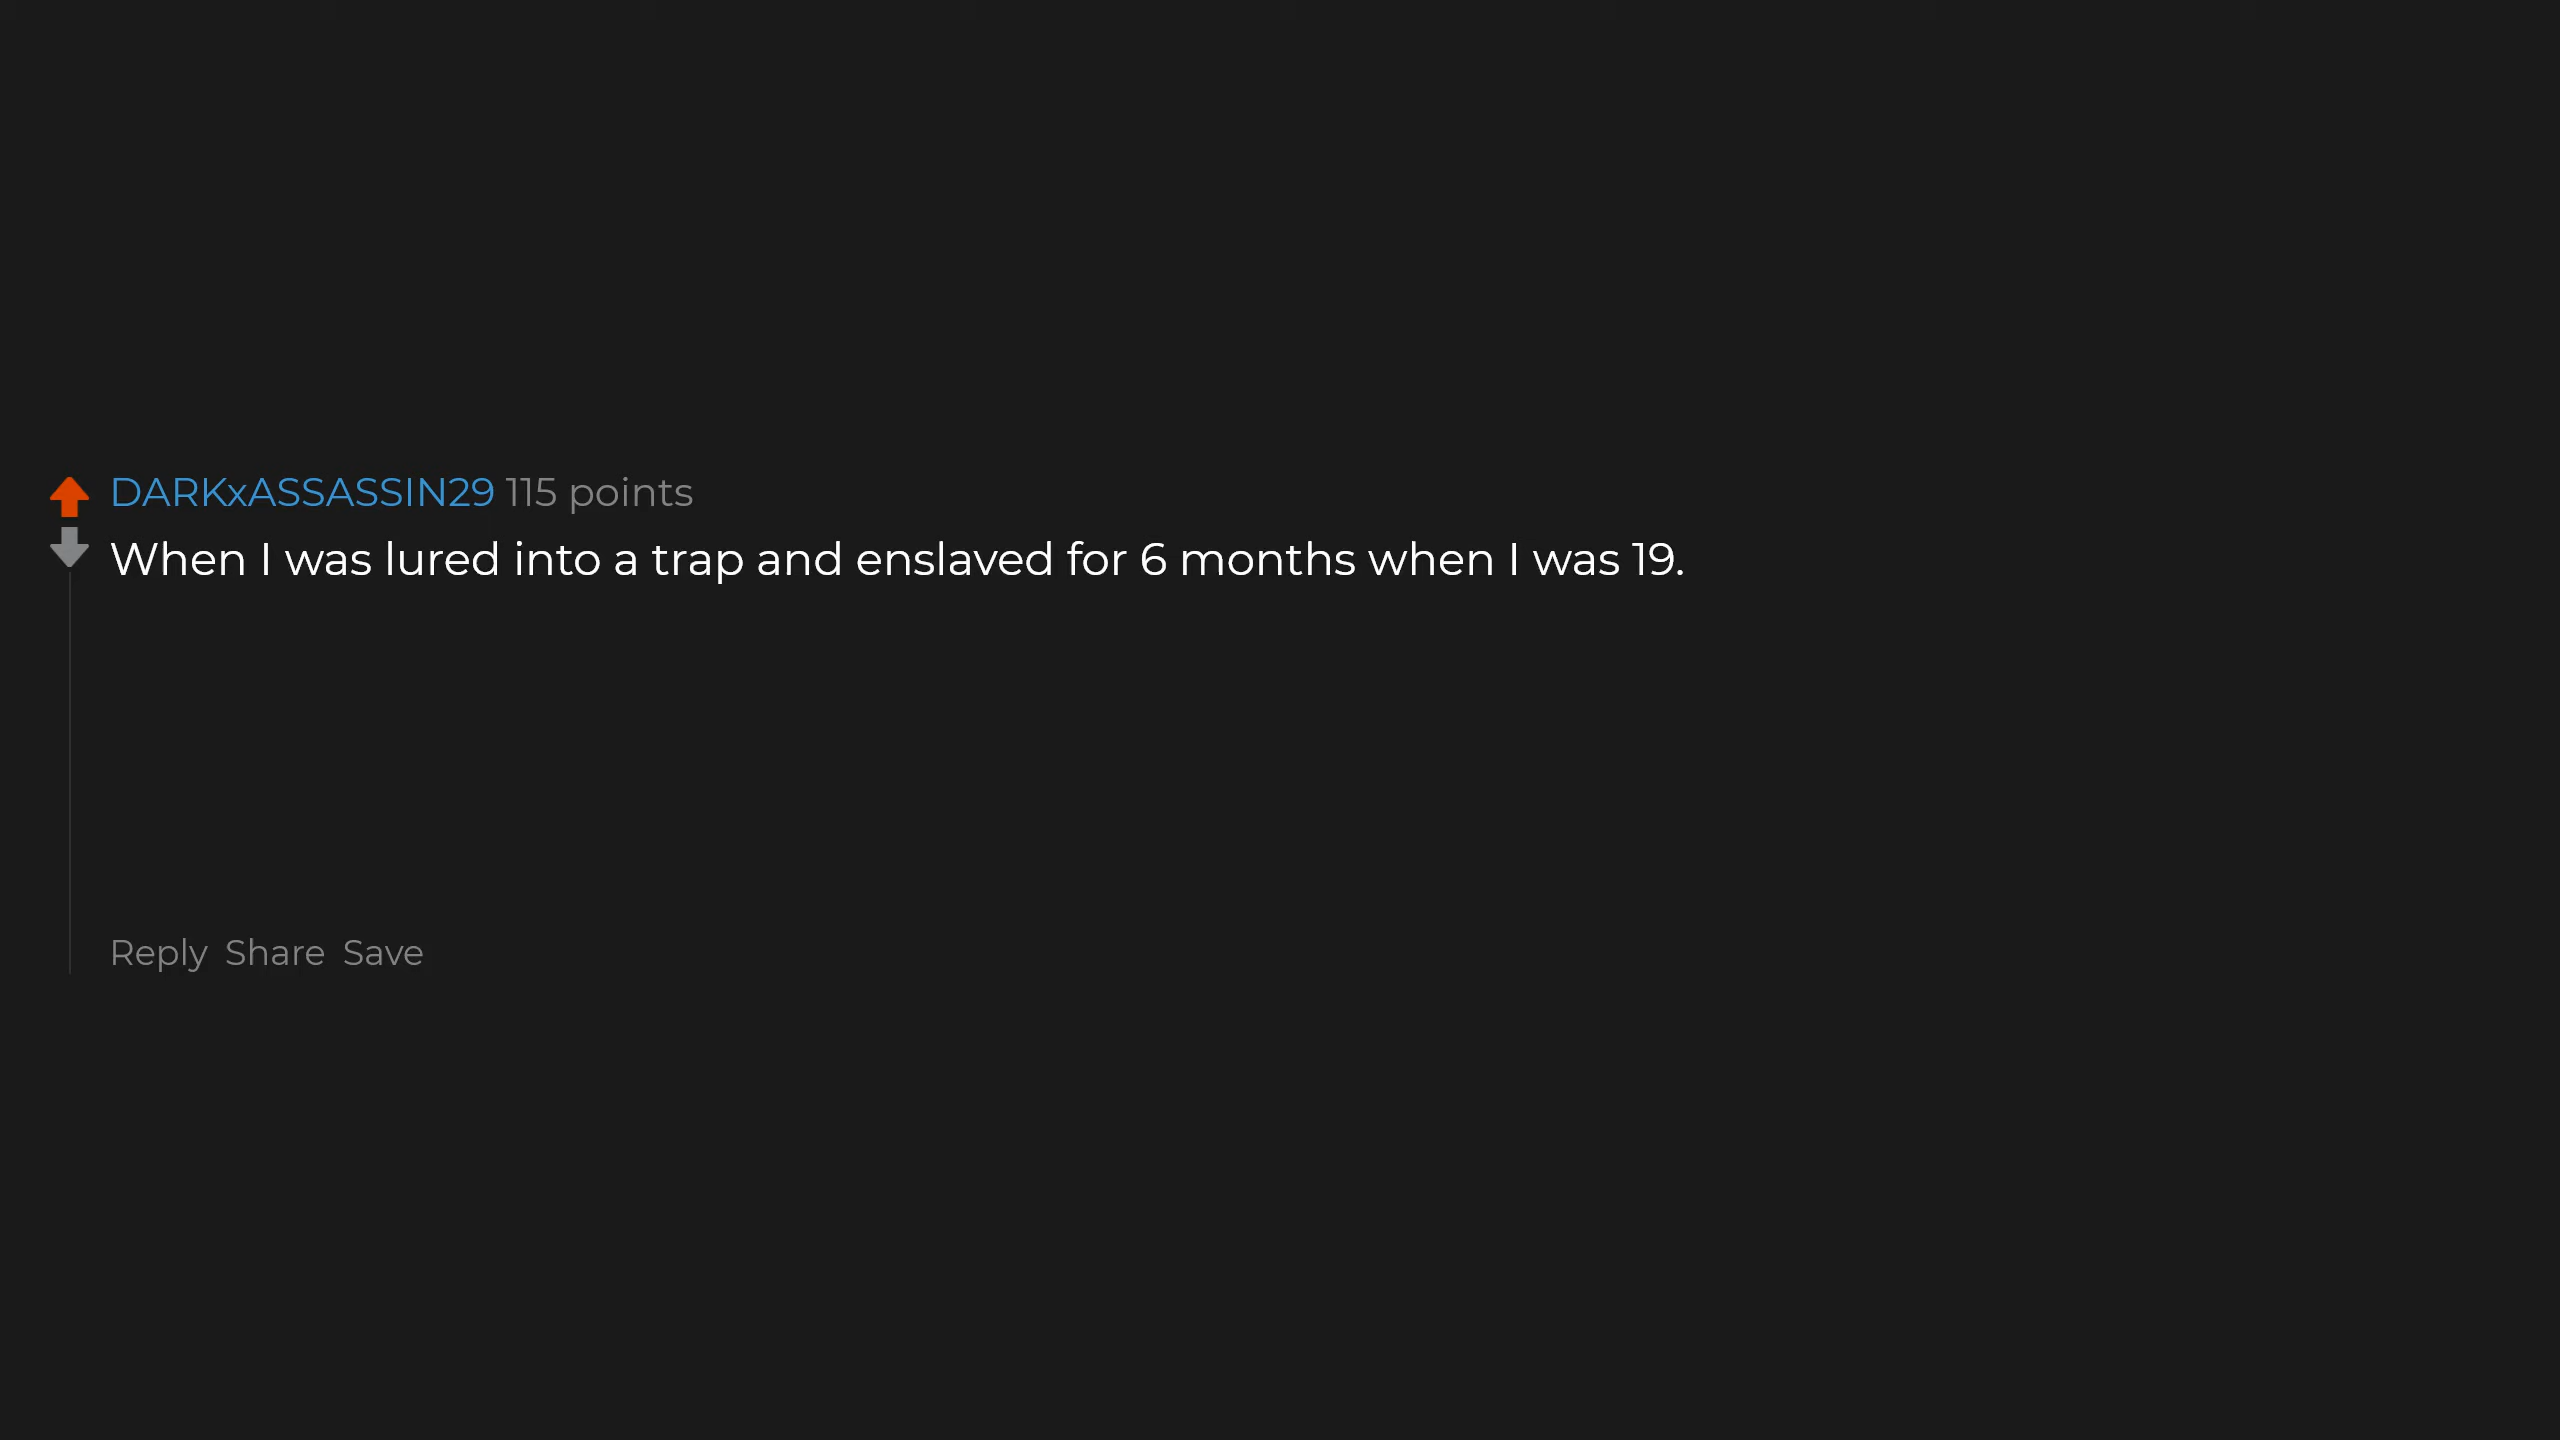 DARKxASSASSIN29 115 points
When I was lured into a trap and enslaved for 6 months when I was 19.
Reply Share Save